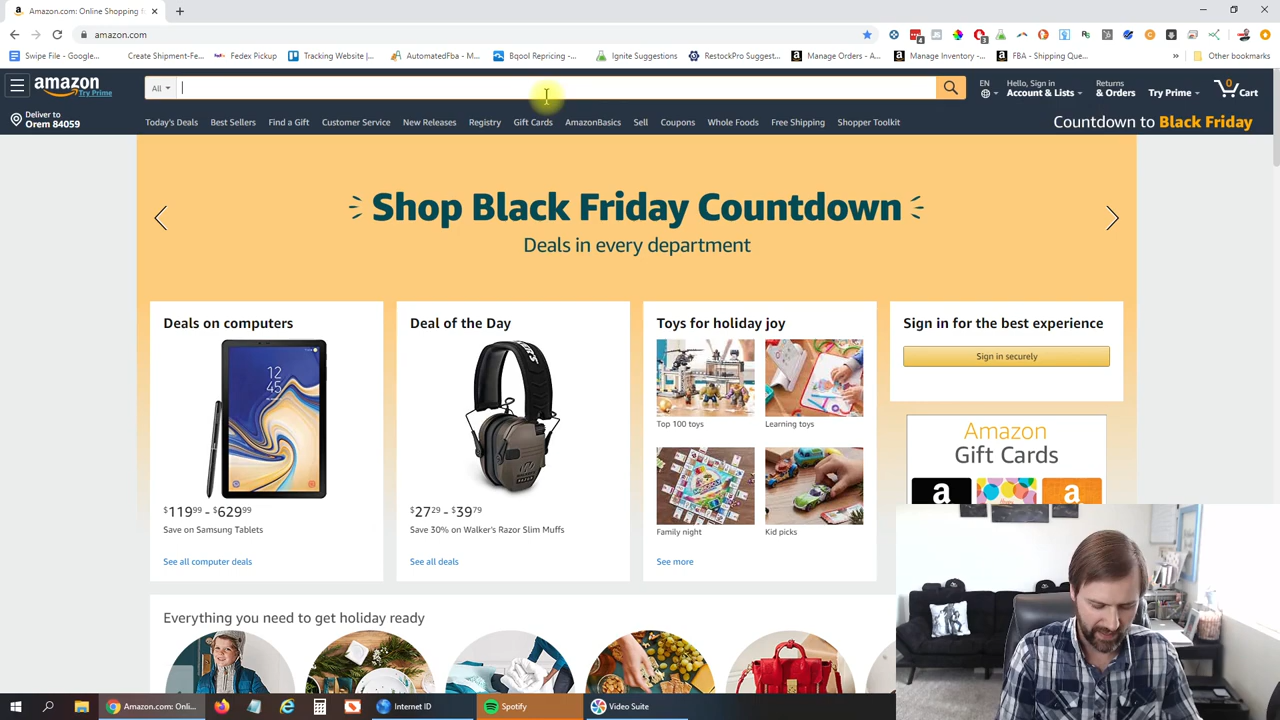 Amazon.com: Online Shopping f
amazon.com
Swipe File - Google...
Create Shipment-Fe...
Fedex Pickup
Tracking Website |...
AutomatedFba - M...
Bqool Repricing -...
Ignite Suggestions
RestockPro Suggest...
Manage Orders - A...
Manage Inventory -...
FBA - Shipping Que...
Other bookmarks
amazon
Try Prime
All
EN
Hello, Sign in
Account & Lists
Returns
& Orders
Try Prime
0
Cart
Deliver to
Orem 84059
Today's Deals
Best Sellers
Find a Gift
Customer Service
New Releases
Registry
Gift Cards
AmazonBasics
Sell
Coupons
Whole Foods
Free Shipping
Shopper Toolkit
Countdown to Black Friday
Shop Black Friday Countdown
Deals in every department
Deals on computers
12
45
$119⁹⁹ - $629⁹⁹
Save on Samsung Tablets
See all computer deals
Deal of the Day
$27²⁹ - $39⁷⁹
Save 30% on Walker's Razor Slim Muffs
See all deals
Toys for holiday joy
Top 100 toys
Learning toys
Family night
Kid picks
See more
Sign in for the best experience
Sign in securely
Amazon
Gift Cards
Everything you need to get holiday ready
Amazon.com: Onli...
Internet ID
Spotify
Video Suite